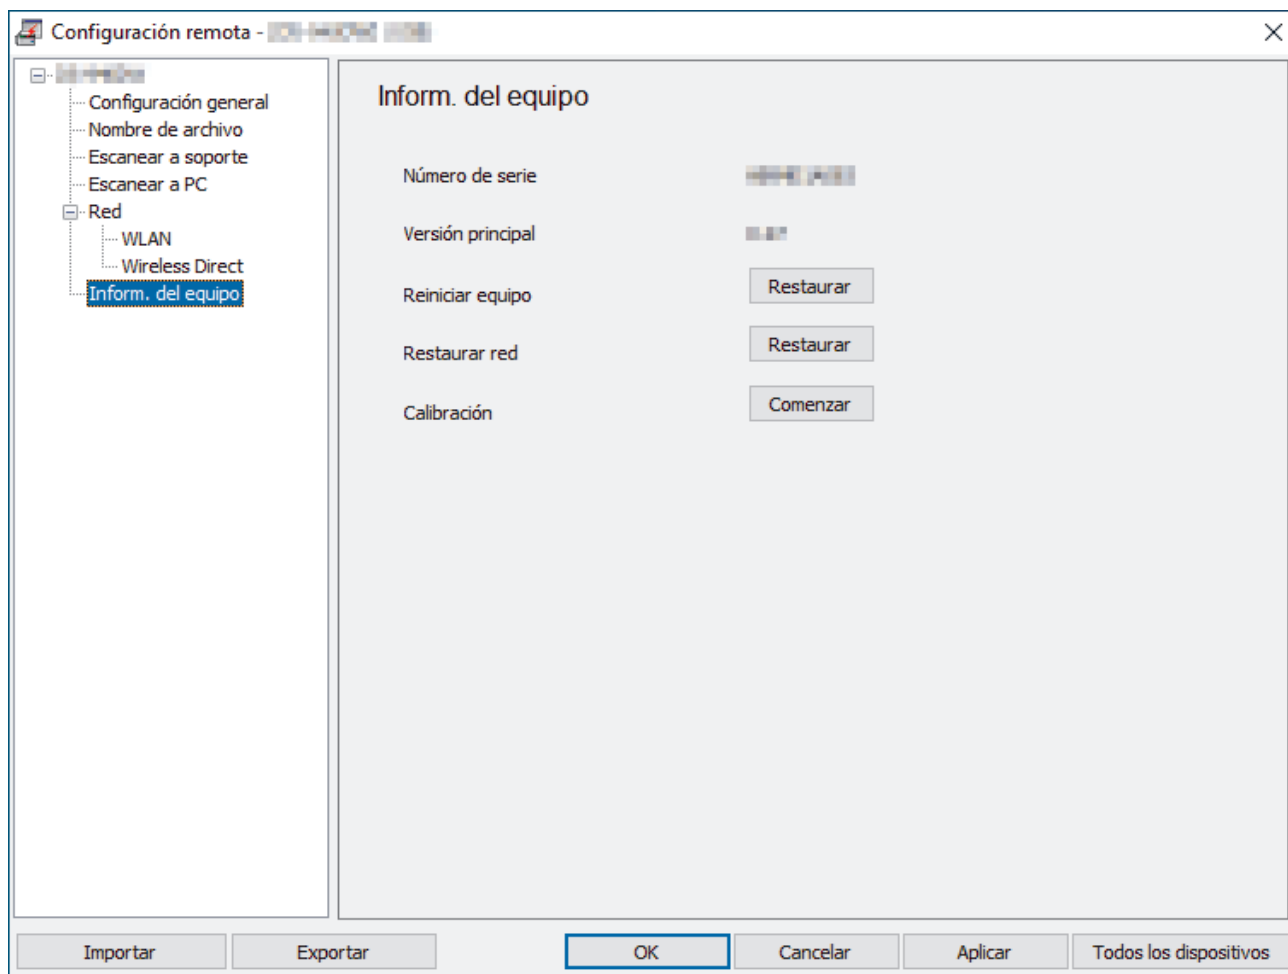 Configuración remota -
Configuración general
Nombre de archivo
Escanear a soporte
Escanear a PC
Red
WLAN
Wireless Direct
Inform. del equipo
Inform. del equipo
Número de serie
Versión principal
Reiniciar equipo Restaurar
Restaurar red Restaurar
Calibración Comenzar
Importar Exportar OK Cancelar Aplicar Todos los dispositivos